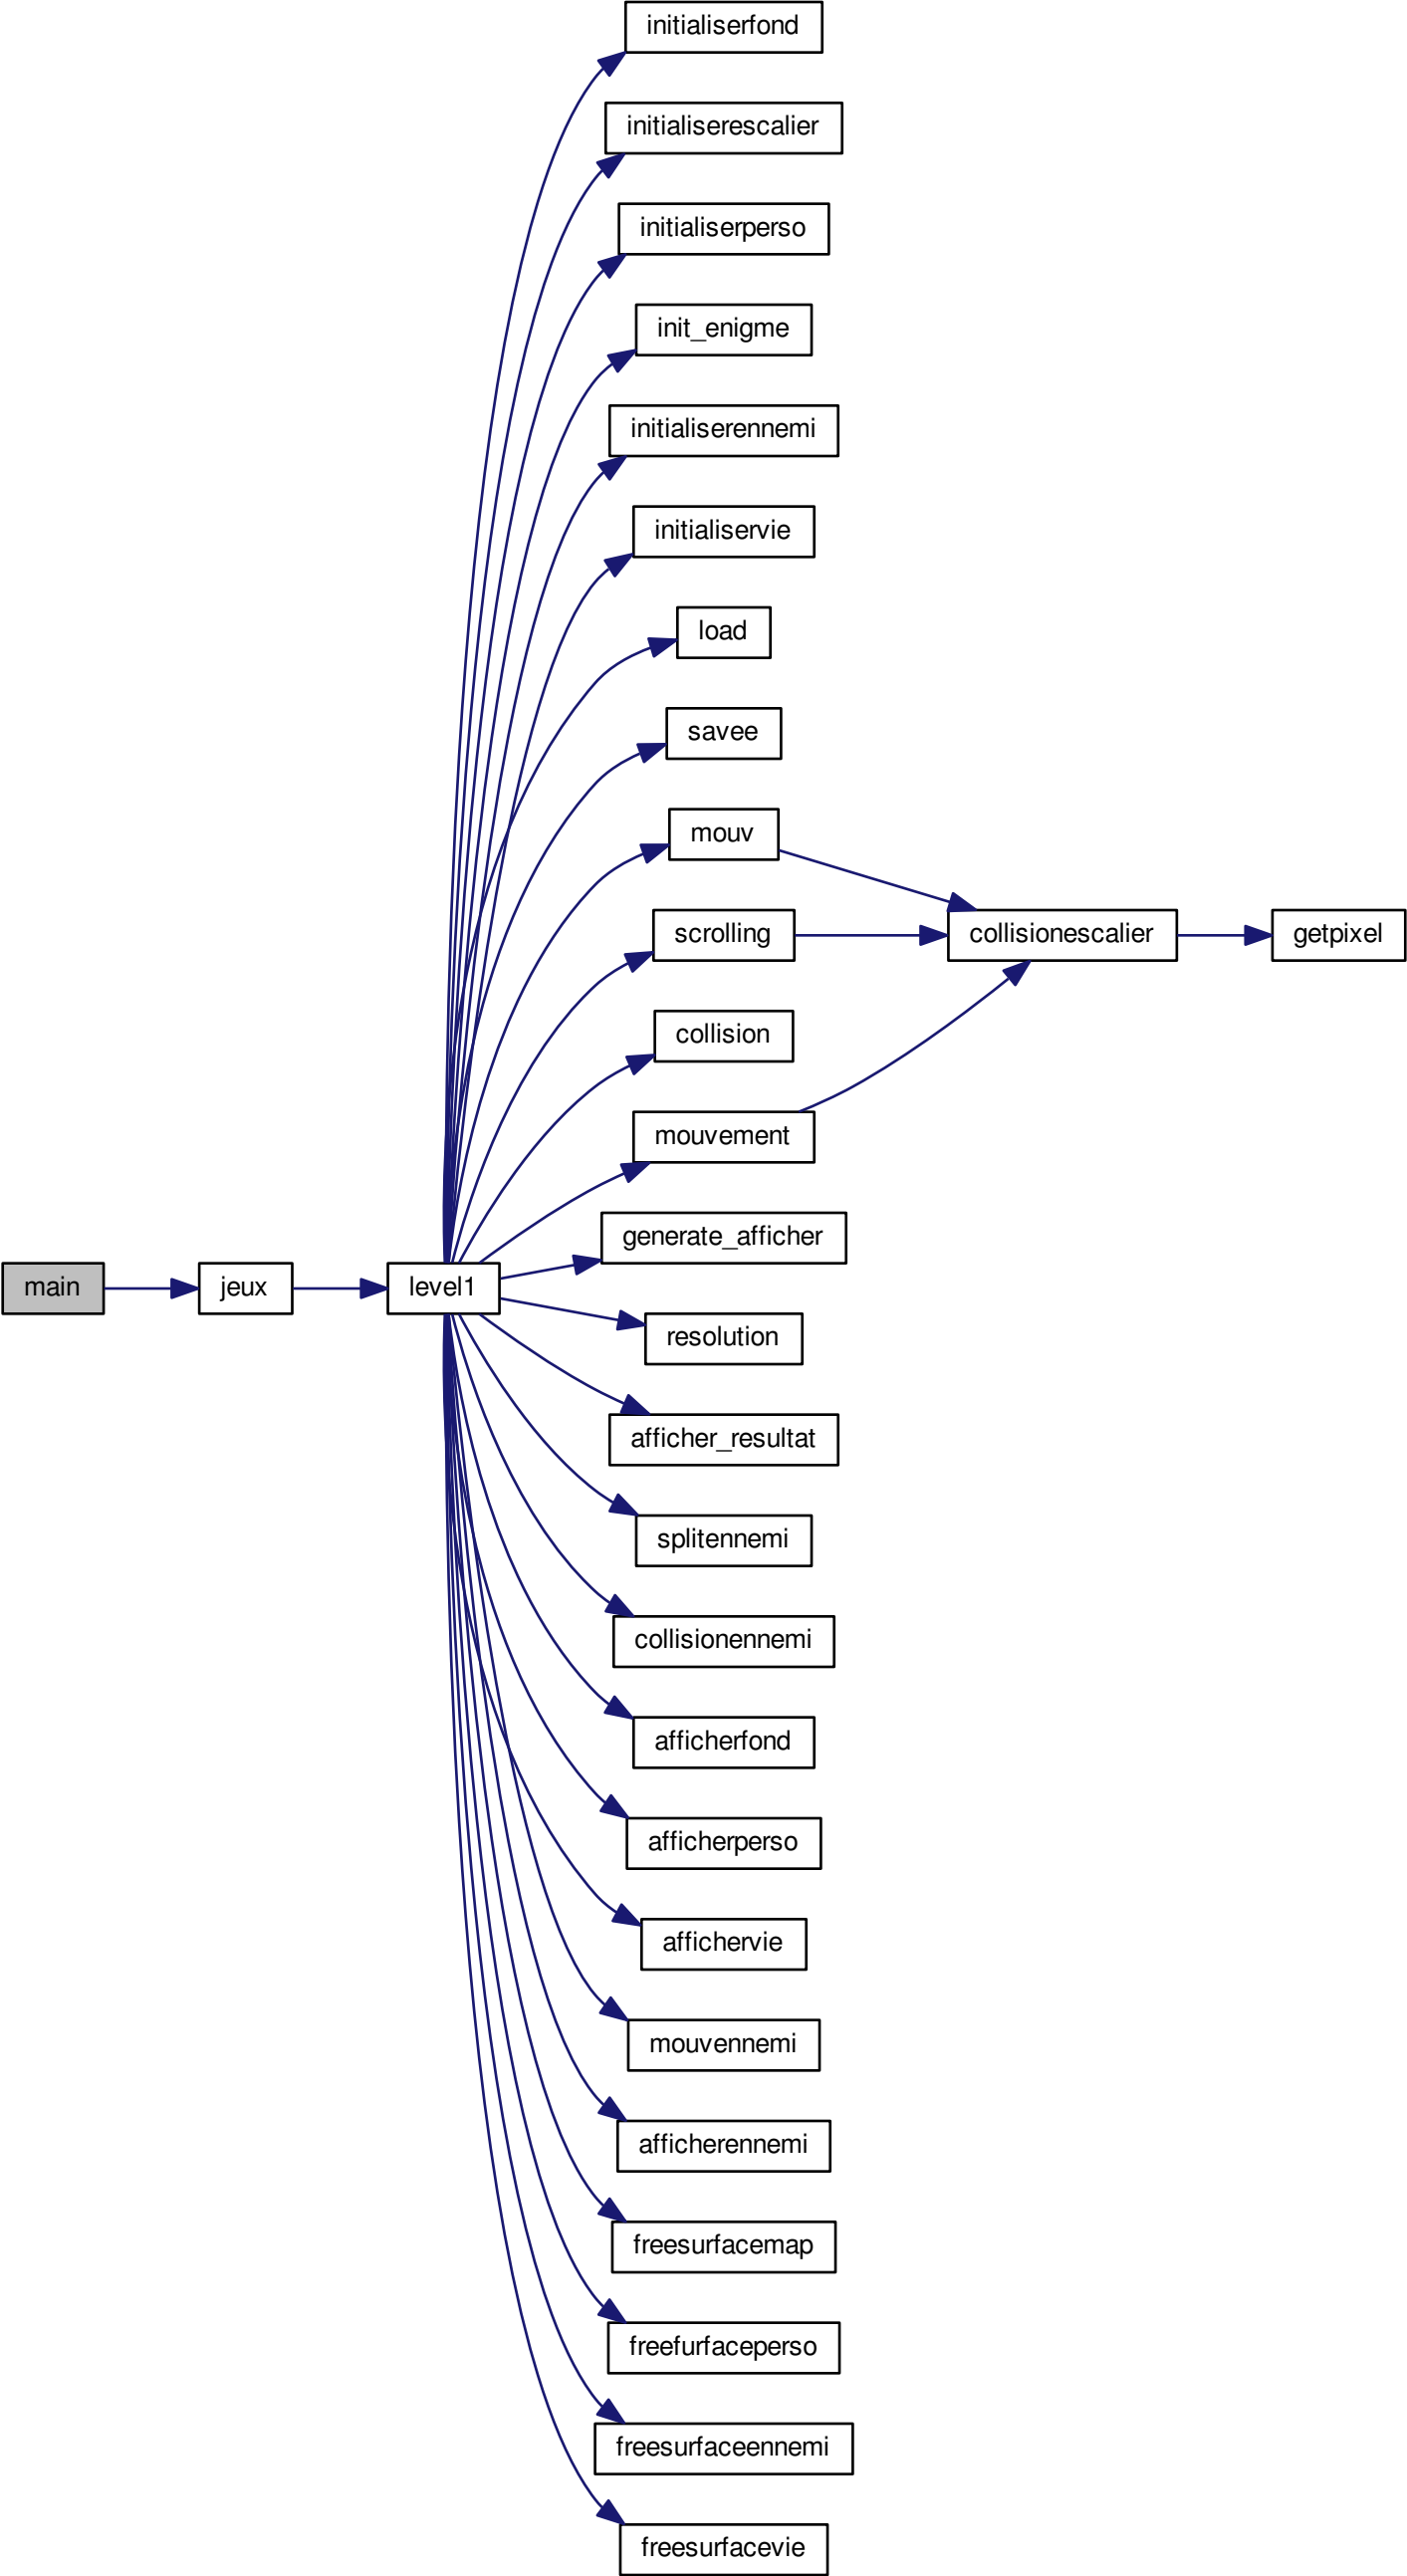 initialiserfond
initialiserescalier
initialiserperso
init_enigme
initialiserennemi
initialiservie
load
savee
mouv
scrolling
collisionescalier
getpixel
collision
mouvement
generate_afficher
main
jeux
level1
resolution
afficher_resultat
splitennemi
collisionennemi
afficherfond
afficherperso
affichervie
mouvennemi
afficherennemi
freesurfacemap
freefurfaceperso
freesurfaceennemi
freesurfacevie